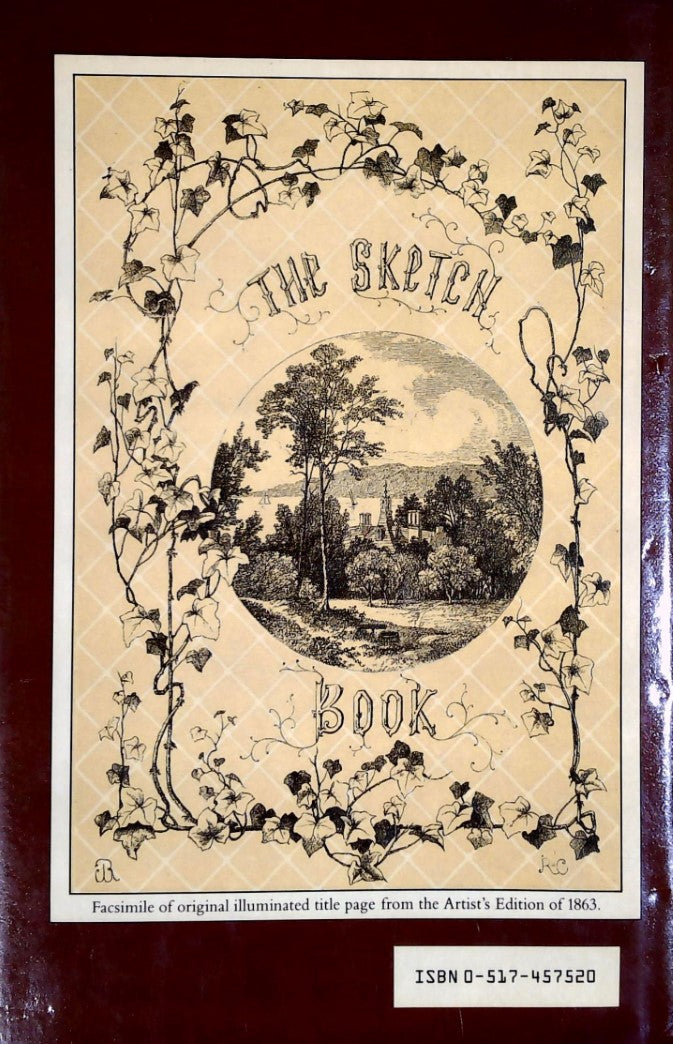 THE SKETCH
BOOK
Facsimile of original illuminated title page from the Artist's Edition of 1863.
ISBN 0-517-457520